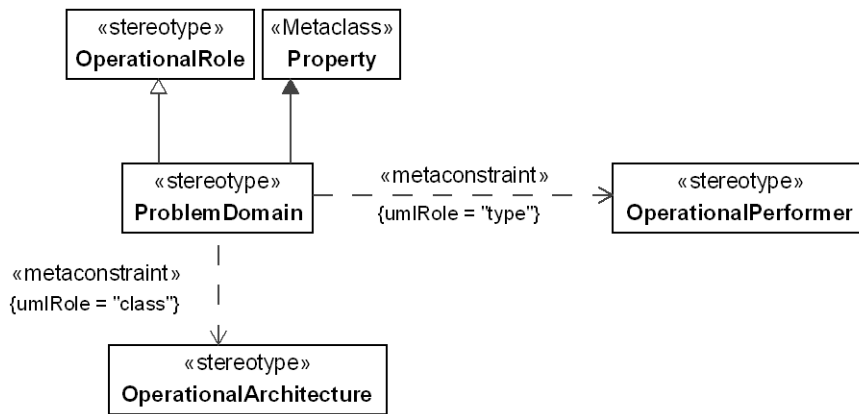 «stereotype»
OperationalRole
«Metaclass»
Property
«stereotype»
ProblemDomain
«metaconstraint»
{umlRole = "type"}
«stereotype»
OperationalPerformer
«metaconstraint»
{umlRole = "class"}
«stereotype»
OperationalArchitecture